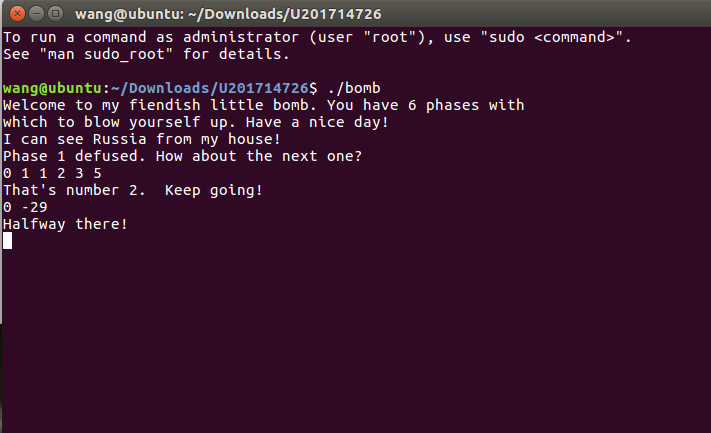 wang@ubuntu: ~/Downloads/U201714726
To run a command as administrator (user "root"), use "sudo <command>".
See "man sudo_root" for details.
wang@ubuntu:~/Downloads/U201714726$ ./bomb
Welcome to my fiendish little bomb. You have 6 phases with
which to blow yourself up. Have a nice day!
I can see Russia from my house!
Phase 1 defused. How about the next one?
0 1 1 2 3 5
That's number 2.  Keep going!
0 -29
Halfway there!